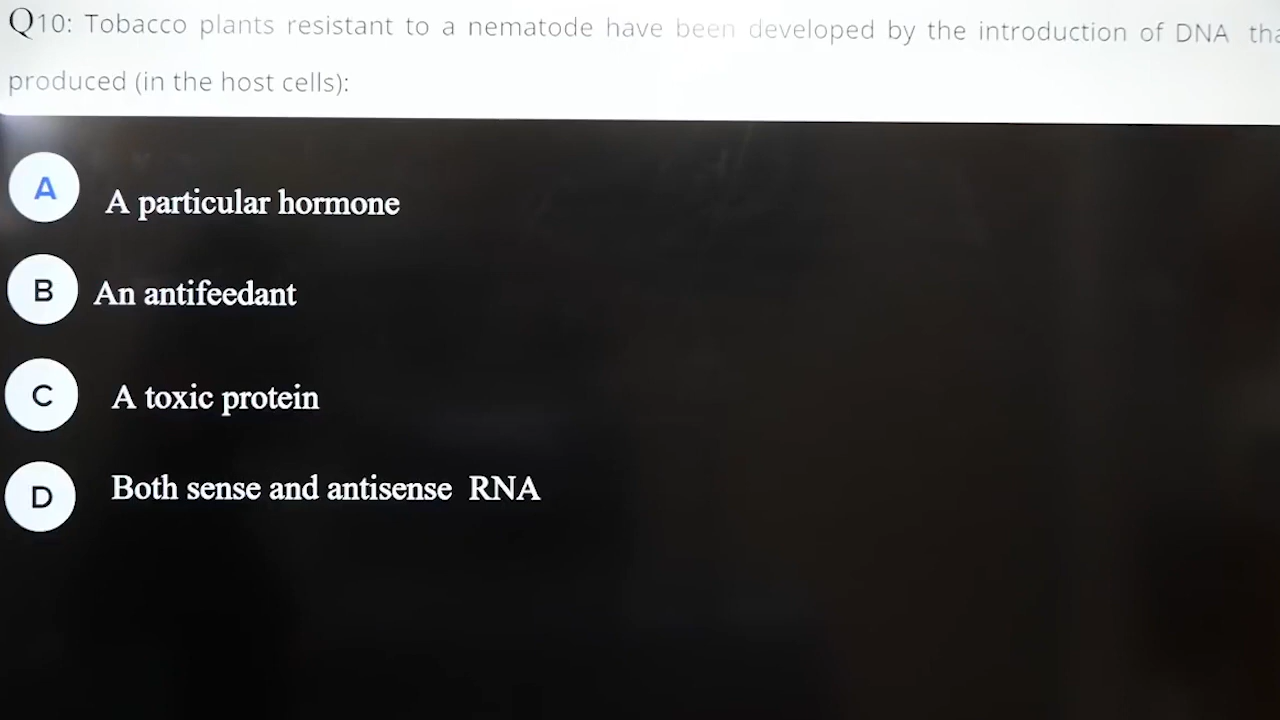 Q10: Tobacco plants resistant to a nematode have been developed by the introduction of DNA
produced (in the host cells):
A A particular hormone
B An antifeedant
C A toxic protein
D Both sense and antisense RNA